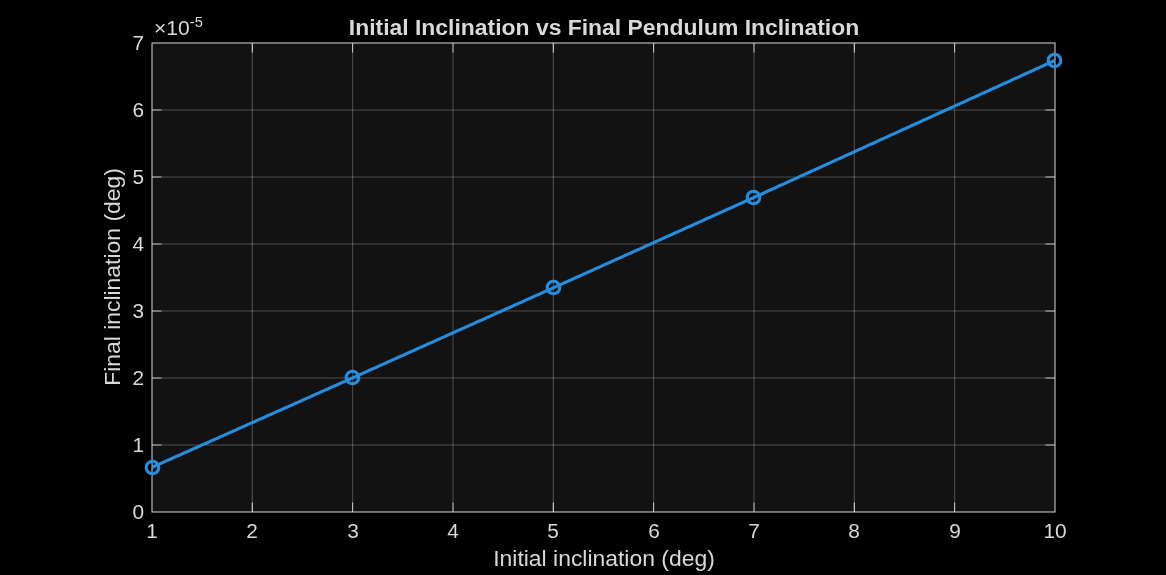 Initial Inclination vs Final Pendulum Inclination
×10-5
7
6
5
4
3
2
1
0
Final inclination (deg)
1 2 3 4 5 6 7 8 9 10
Initial inclination (deg)